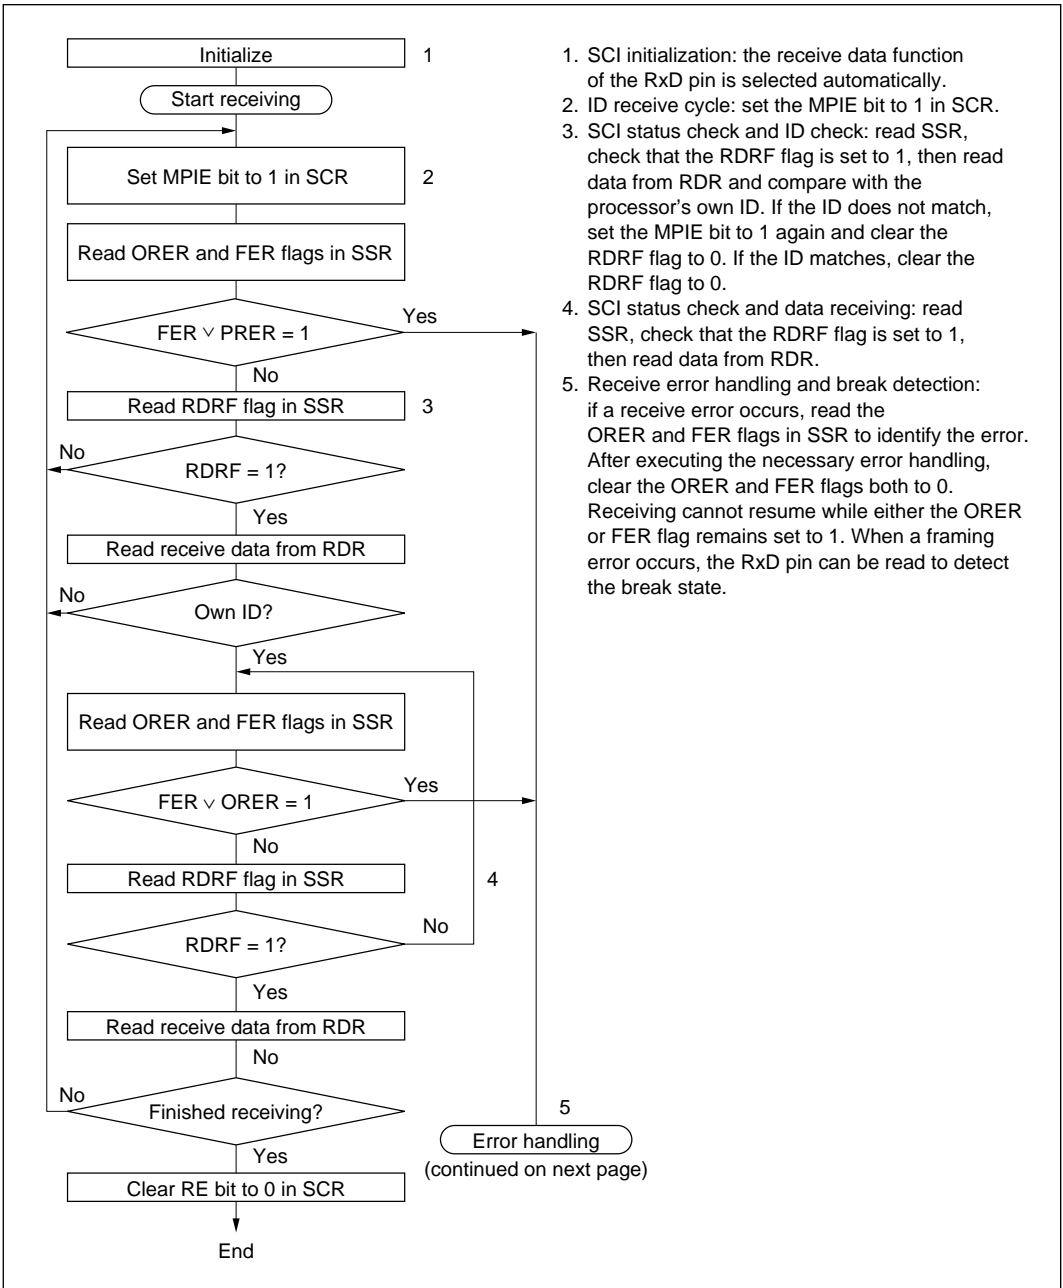 Initialize
1
Start receiving
Set MPIE bit to 1 in SCR
2
Read ORER and FER flags in SSR
FER ∨ PRER = 1
Yes
No
Read RDRF flag in SSR
3
No
RDRF = 1?
Yes
Read receive data from RDR
No
Own ID?
Yes
Read ORER and FER flags in SSR
FER ∨ ORER = 1
Yes
No
Read RDRF flag in SSR
4
RDRF = 1?
No
Yes
Read receive data from RDR
No
No
Finished receiving?
Yes
Clear RE bit to 0 in SCR
End
5
Error handling
(continued on next page)
1. SCI initialization: the receive data function
of the RxD pin is selected automatically.
2. ID receive cycle: set the MPIE bit to 1 in SCR.
3. SCI status check and ID check: read SSR,
check that the RDRF flag is set to 1, then read
data from RDR and compare with the
processor's own ID. If the ID does not match,
set the MPIE bit to 1 again and clear the
RDRF flag to 0. If the ID matches, clear the
RDRF flag to 0.
4. SCI status check and data receiving: read
SSR, check that the RDRF flag is set to 1,
then read data from RDR.
5. Receive error handling and break detection:
if a receive error occurs, read the
ORER and FER flags in SSR to identify the error.
After executing the necessary error handling,
clear the ORER and FER flags both to 0.
Receiving cannot resume while either the ORER
or FER flag remains set to 1. When a framing
error occurs, the RxD pin can be read to detect
the break state.